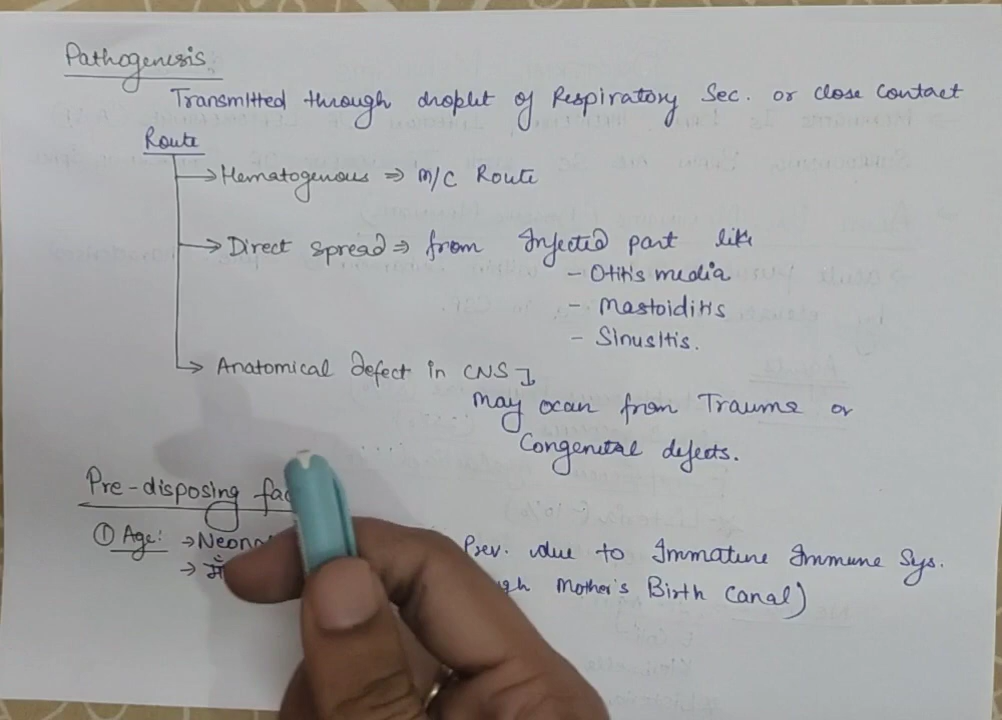 Pathogenesis:
Transmitted through droplet of Respiratory Sec. or close contact
Route
→ Hematogenous ⇒ M/C Route
→ Direct spread ⇒ from Infected part like
- Otitis media
- Mastoiditis
- Sinusitis.
→ Anatomical defect in CNS
may occur from Trauma or
Congenital defects.
Pre-disposing
① Age: → Prev. due to Immature Immune Sys.
→ Mother's Birth Canal)